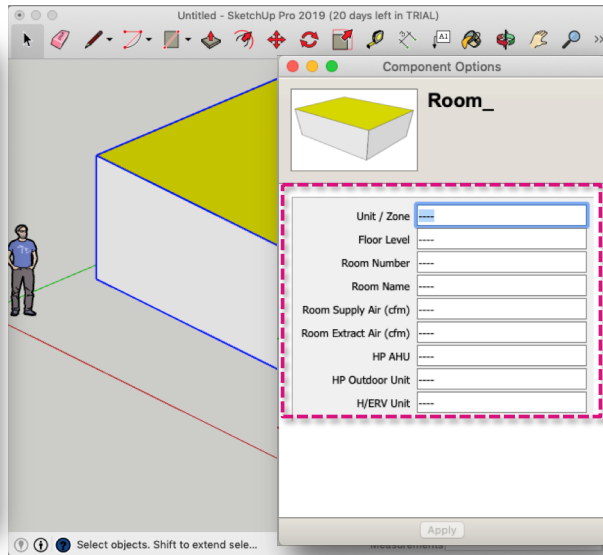 Untitled - SketchUp Pro 2019 (20 days left in TRIAL)
A1
Component Options
Room_
Unit / Zone ----
Floor Level ----
Room Number ----
Room Name ----
Room Supply Air (cfm) ----
Room Extract Air (cfm) ----
HP AHU ----
HP Outdoor Unit ----
H/ERV Unit ----
Apply
Select objects. Shift to extend sele...
Measurements